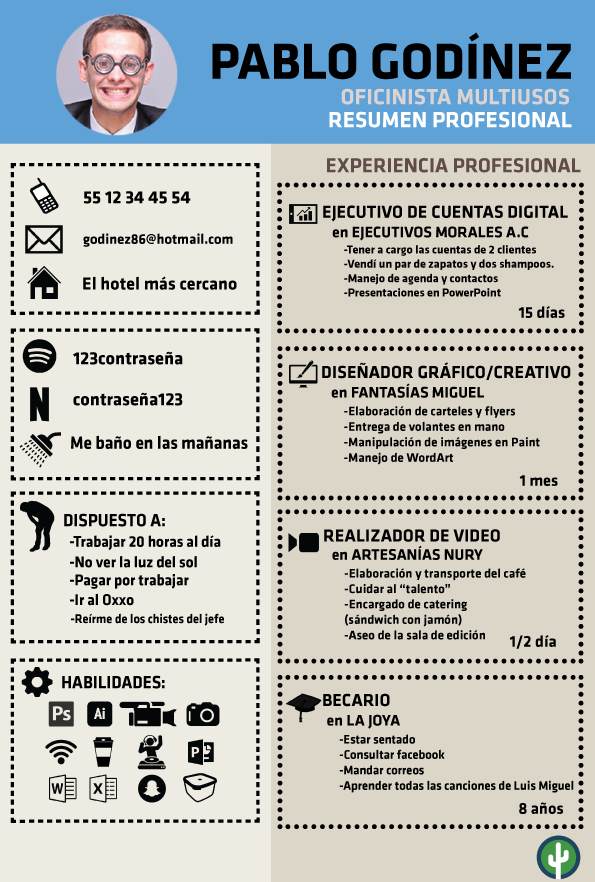 PABLO GODÍNEZ
OFICINISTA MULTIUSOS
RESUMEN PROFESIONAL
55 12 34 45 54
godinez86@hotmail.com
El hotel más cercano
123contraseña
N
contraseña123
Me baño en las mañanas
DISPUESTO A:
-Trabajar 20 horas al día
-No ver la luz del sol
-Pagar por trabajar
-Ir al Oxxo
-Reírme de los chistes del jefe
HABILIDADES:
Ps
Ai
P
W
X
EXPERIENCIA PROFESIONAL
EJECUTIVO DE CUENTAS DIGITAL
en EJECUTIVOS MORALES A.C
-Tener a cargo las cuentas de 2 clientes
-Vendí un par de zapatos y dos shampoos.
-Manejo de agenda y contactos
-Presentaciones en PowerPoint
15 días
DISEÑADOR GRÁFICO/CREATIVO
en FANTASÍAS MIGUEL
-Elaboración de carteles y flyers
-Entrega de volantes en mano
-Manipulación de imágenes en Paint
-Manejo de WordArt
1 mes
REALIZADOR DE VIDEO
en ARTESANÍAS NURY
-Elaboración y transporte del café
-Cuidar al “talento”
-Encargado de catering
(sándwich con jamón)
-Aseo de la sala de edición
1/2 día
BECARIO
en LA JOYA
-Estar sentado
-Consultar facebook
-Mandar correos
-Aprender todas las canciones de Luis Miguel
8 años